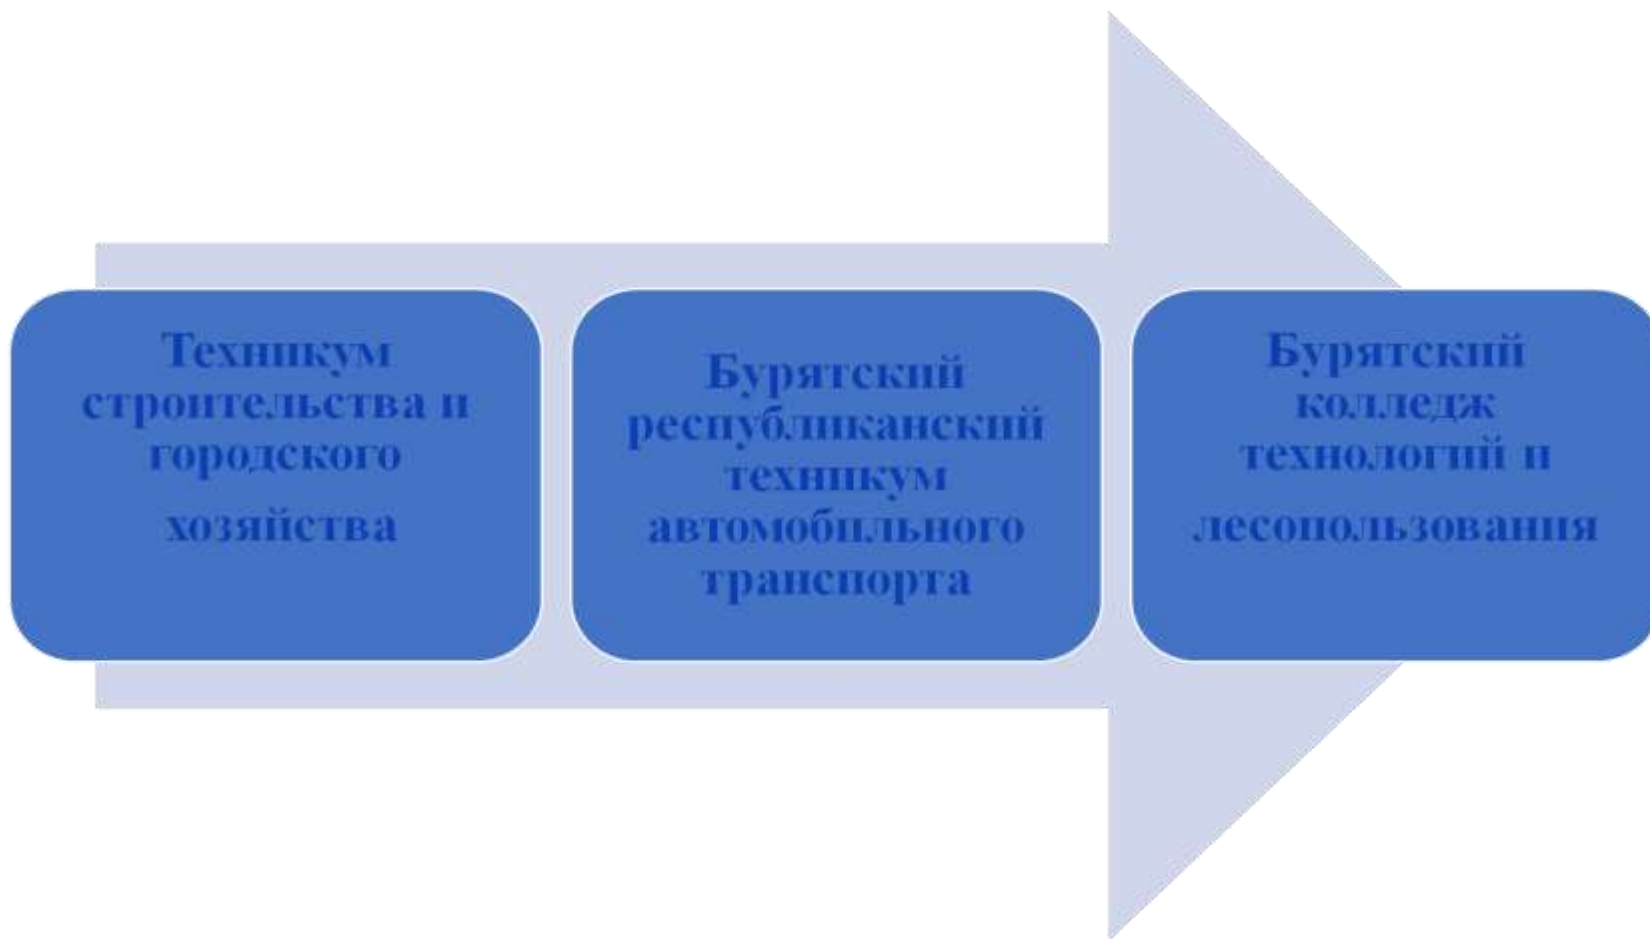 Техникум
строительства и
городского
хозяйства
Бурятский
республиканский
техникум
автомобильного
транспорта
Бурятский
колледж
технологий и
лесопользования